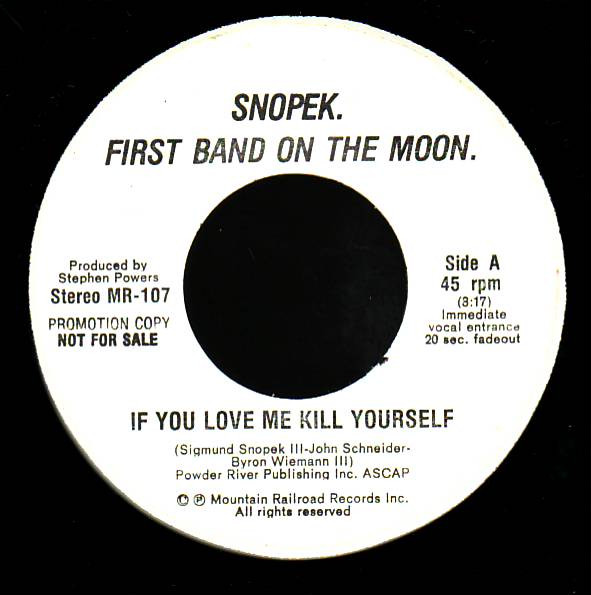 SNOPEK.
FIRST BAND ON THE MOON.
Produced by
Stephen Powers
Stereo MR-107
PROMOTION COPY
NOT FOR SALE
Side A
45 rpm
(3:17)
Immediate
vocal entrance
20 sec. fadeout
IF YOU LOVE ME KILL YOURSELF
(Sigmund Snopek III-John Schneider-
Byron Wiemann III)
Powder River Publishing Inc. ASCAP
© ℗ Mountain Railroad Records Inc.
All rights reserved